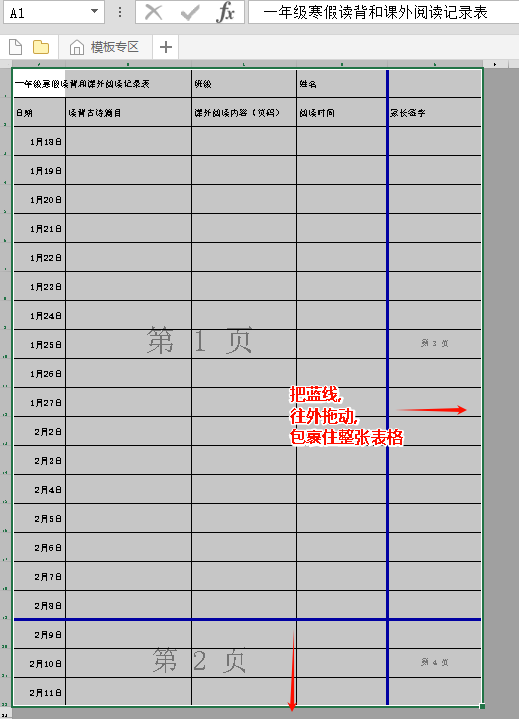 A1
fx
一年级寒假读背和课外阅读记录表
模板专区
一年级寒假读背和课外阅读记录表 班级 姓名
日期 读背古诗篇目 课外阅读内容（页码） 阅读时间 家长签字
1月18日
1月19日
1月20日
1月21日
1月22日
1月23日
1月24日
1月25日
第 1 页
第 3 页
1月26日
1月27日
把蓝线,
往外拖动,
包裹住整张表格
2月2日
2月3日
2月4日
2月5日
2月6日
2月7日
2月8日
2月9日
2月10日
第 2 页
第 4 页
2月11日